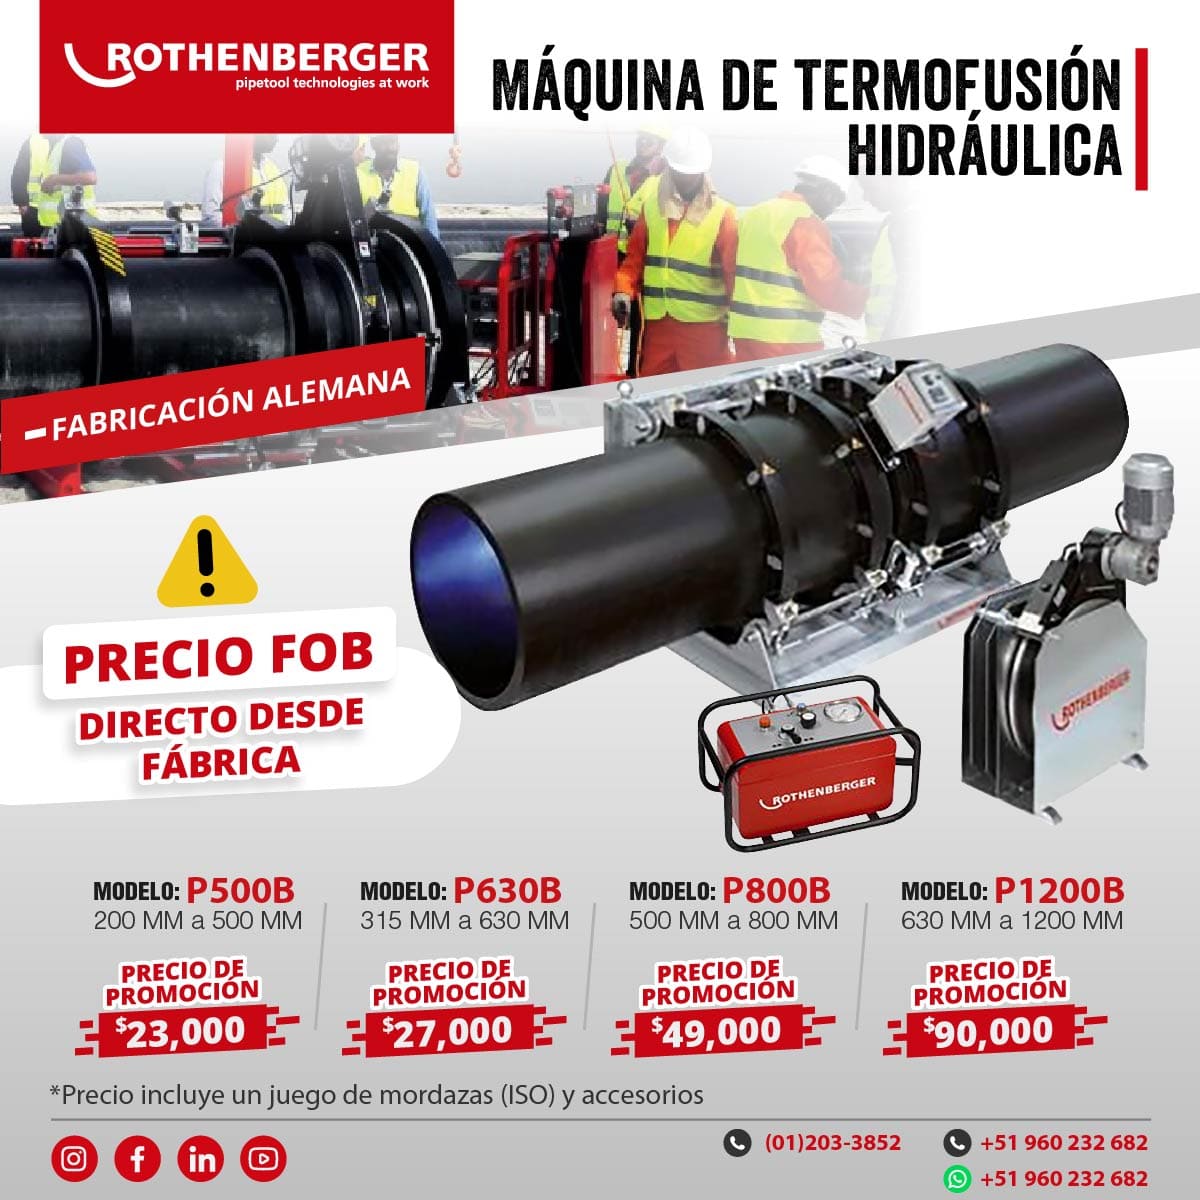 ROTHENBERGER
pipetool technologies at work
MÁQUINA DE TERMOFUSIÓN
HIDRÁULICA
FABRICACIÓN ALEMANA
PRECIO FOB
DIRECTO DESDE
FÁBRICA
ROTHENBERGER
ROTHENBERGER
MODELO: P500B
200 MM a 500 MM
PRECIO DE
PROMOCIÓN
$23,000
MODELO: P630B
315 MM a 630 MM
PRECIO DE
PROMOCIÓN
$27,000
MODELO: P800B
500 MM a 800 MM
PRECIO DE
PROMOCIÓN
$49,000
MODELO: P1200B
630 MM a 1200 MM
PRECIO DE
PROMOCIÓN
$90,000
*Precio incluye un juego de mordazas (ISO) y accesorios
(01)203-3852
+51 960 232 682
+51 960 232 682